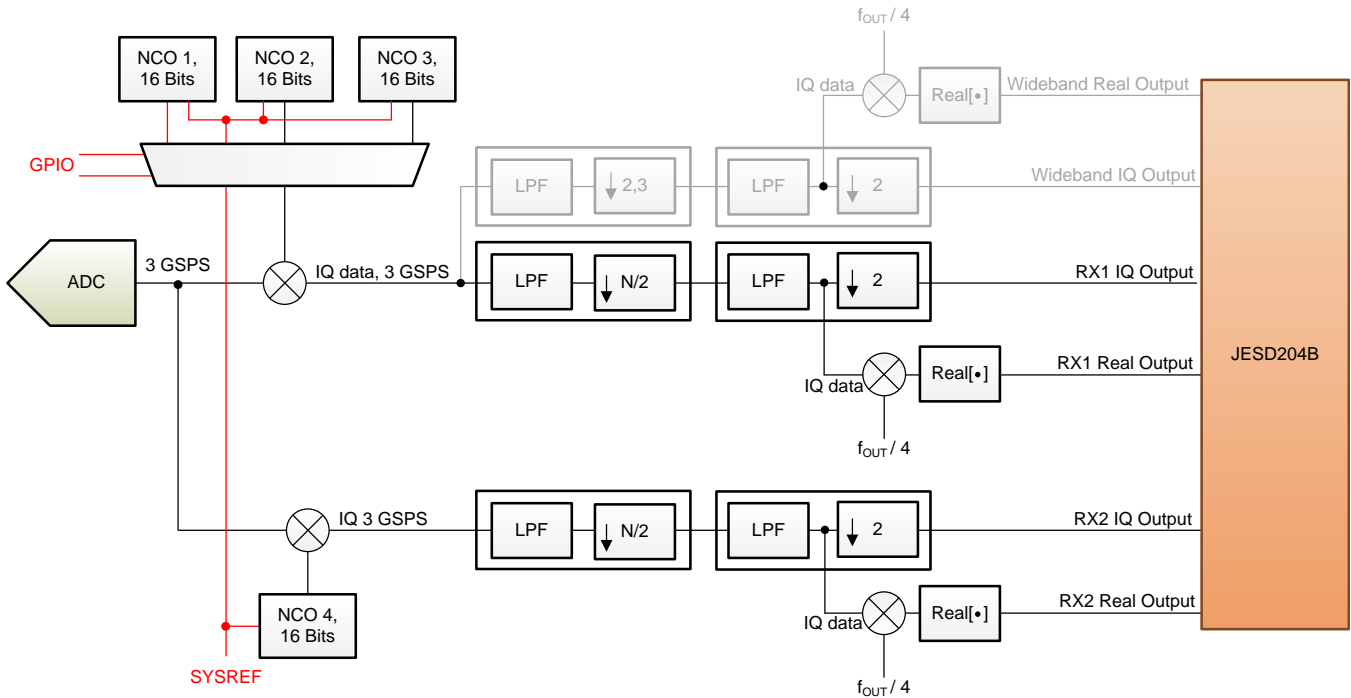 f_OUT / 4
NCO 1,
16 Bits
NCO 2,
16 Bits
NCO 3,
16 Bits
IQ data
Real[•]
Wideband Real Output
GPIO
LPF
2,3
LPF
2
Wideband IQ Output
ADC
3 GSPS
IQ data, 3 GSPS
LPF
N/2
LPF
2
RX1 IQ Output
JESD204B
IQ data
Real[•]
RX1 Real Output
f_OUT / 4
IQ 3 GSPS
LPF
N/2
LPF
2
RX2 IQ Output
NCO 4,
16 Bits
IQ data
Real[•]
RX2 Real Output
SYSREF
f_OUT / 4